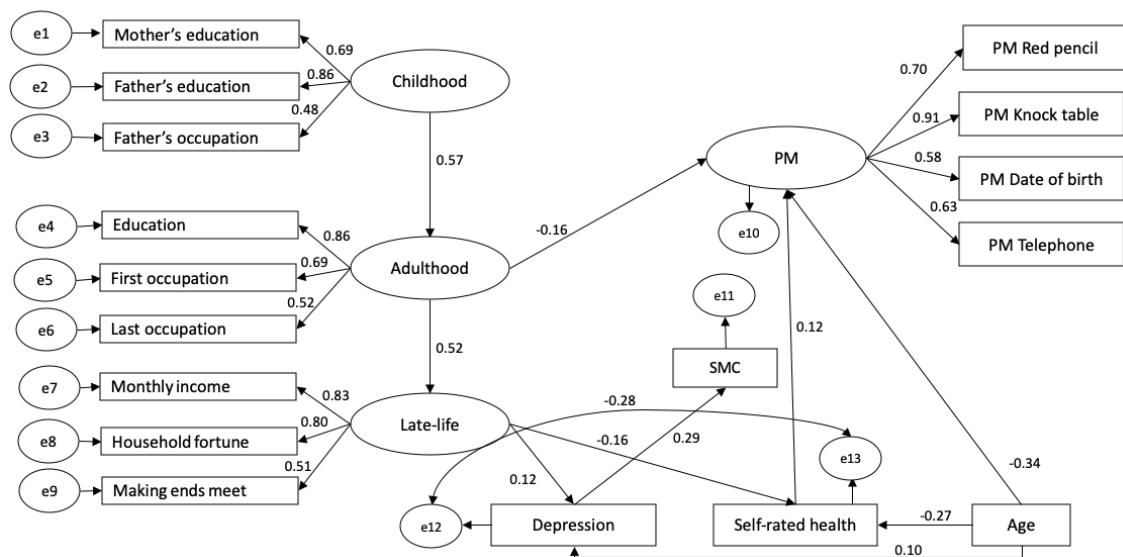 e1
Mother's education
0.69
e2
Father's education
0.86
e3
Father's occupation
0.48
Childhood
0.57
PM
PM Red pencil
0.70
PM Knock table
0.91
PM Date of birth
0.58
PM Telephone
0.63
e10
e4
Education
0.86
e5
First occupation
0.69
e6
Last occupation
0.52
Adulthood
-0.16
0.52
e11
SMC
0.12
e7
Monthly income
0.83
e8
Household fortune
0.80
e9
Making ends meet
0.51
Late-life
-0.28
0.29
-0.16
e13
-0.34
0.12
e12
Depression
Self-rated health
-0.27
Age
0.10